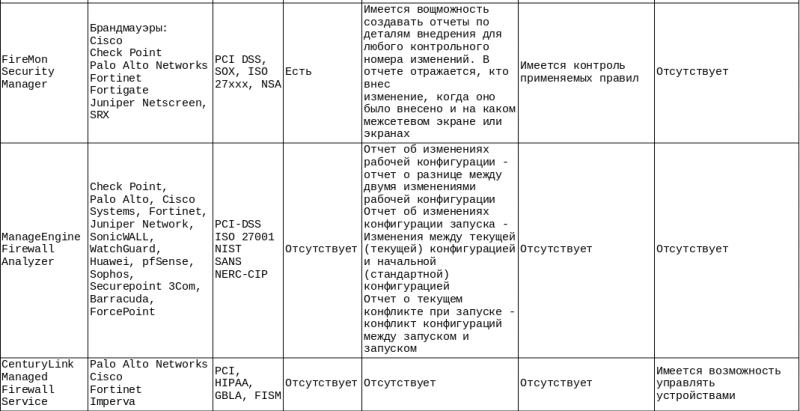 FireMon
Security
Manager
Брандмауэры:
Cisco
Check Point
Palo Alto Networks
Fortinet
Fortigate
Juniper Netscreen,
SRX
PCI DSS,
SOX, ISO
27xxx, NSA
Есть
Имеется вощможность
создавать отчеты по
деталям внедрения для
любого контрольного
номера изменений. В
отчете отражается, кто
внес
изменение, когда оно
было внесено и на каком
межсетевом экране или
экранах
Имеется контроль
применяемых правил
Отсутствует
ManageEngine
Firewall
Analyzer
Check Point,
Palo Alto, Cisco
Systems, Fortinet,
Juniper Network,
SonicWALL,
WatchGuard,
Huawei, pfSense,
Sophos,
Securepoint 3Com,
Barracuda,
ForcePoint
PCI-DSS
ISO 27001
NIST
SANS
NERC-CIP
Отсутствует
Отчет об изменениях
рабочей конфигурации -
отчет о разнице между
двумя изменениями
рабочей конфигурации
Отчет об изменениях
конфигурации запуска -
Изменения между текущей
(текущей) конфигурацией
и начальной
(стандартной)
конфигурацией
Отчет о текущем
конфликте при запуске -
конфликт конфигураций
между запуском и
запуском
Отсутствует
Отсутствует
CenturyLink
Managed
Firewall
Service
Palo Alto Networks
Cisco
Fortinet
Imperva
PCI,
HIPAA,
GBLA, FISM
Отсутствует
Отсутствует
Отсутствует
Имеется возможность
управлять
устройствами